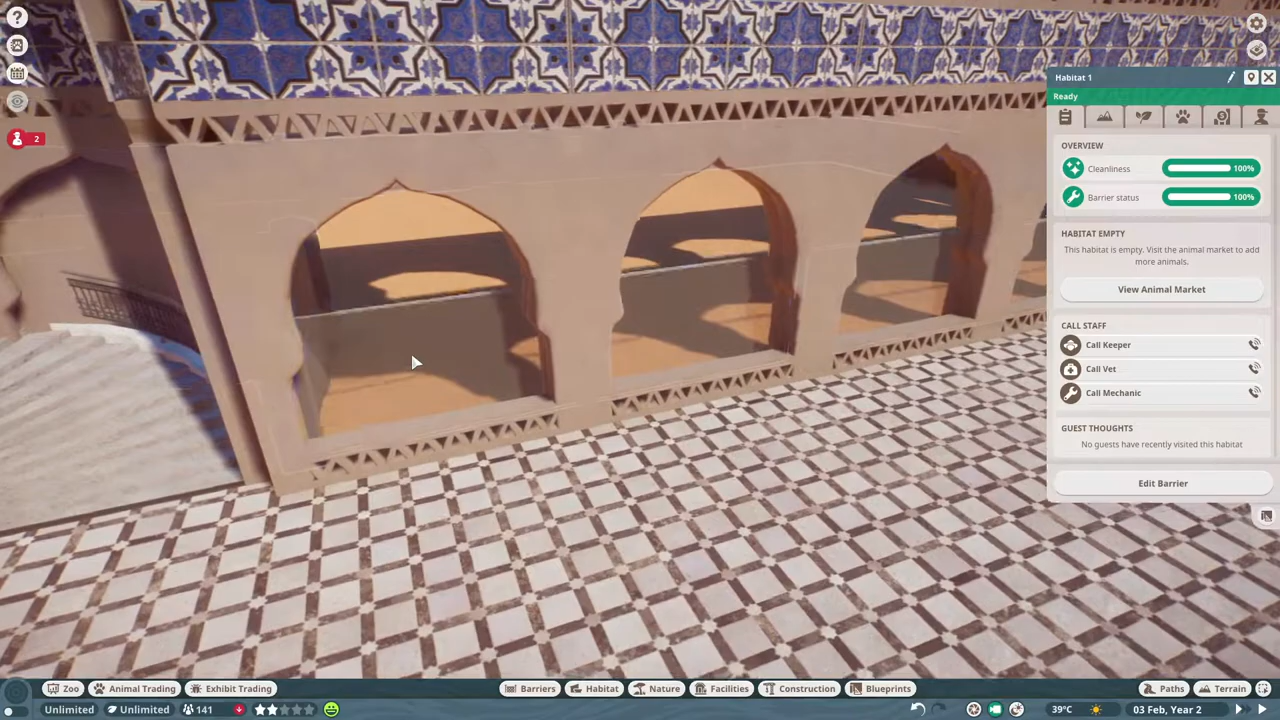 ?
2
Habitat 1
Ready
OVERVIEW
Cleanliness 100%
Barrier status 100%
HABITAT EMPTY
This habitat is empty. Visit the animal market to add
more animals.
View Animal Market
CALL STAFF
Call Keeper
Call Vet
Call Mechanic
GUEST THOUGHTS
No guests have recently visited this habitat
Edit Barrier
Zoo Animal Trading Exhibit Trading Barriers Habitat Nature Facilities Construction Blueprints Paths Terrain
Unlimited Unlimited 141 39°C 03 Feb, Year 2